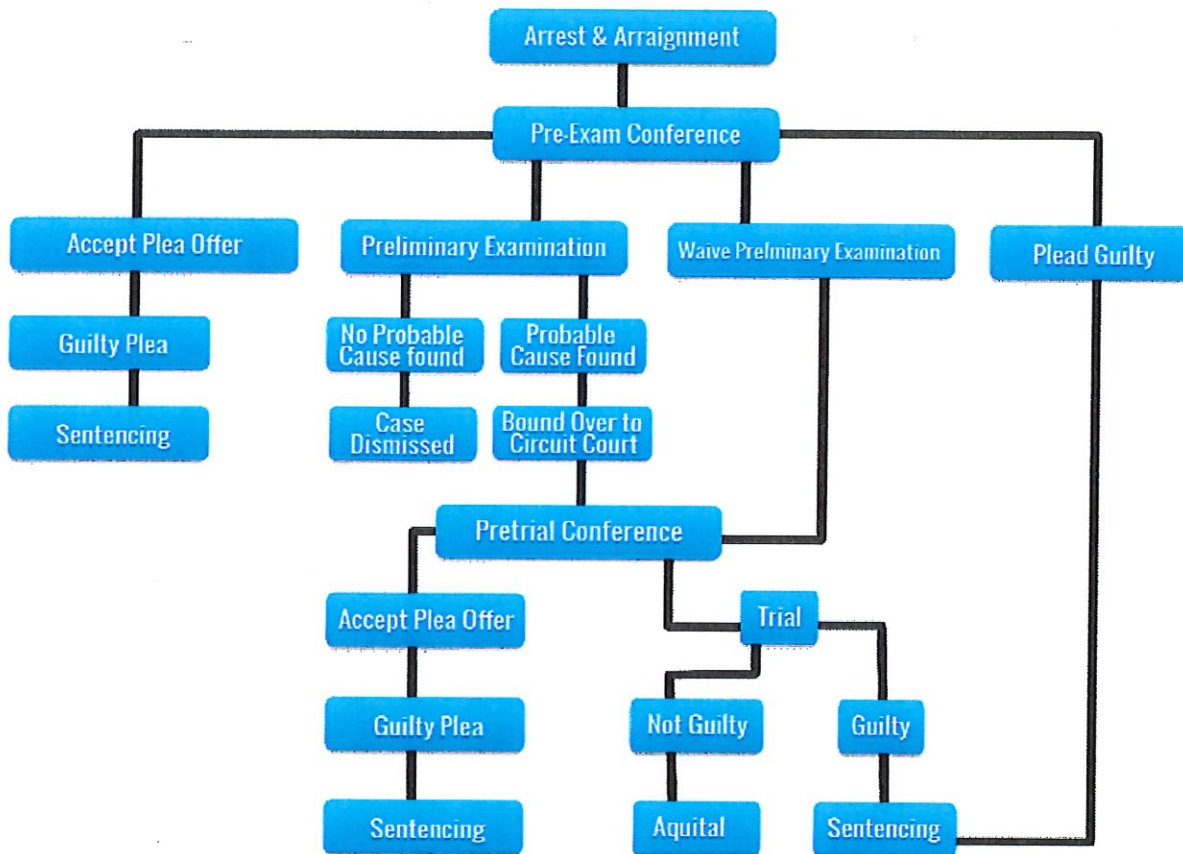 Arrest & Arraignment
Pre-Exam Conference
Accept Plea Offer
Preliminary Examination
Waive Prelminary Examination
Plead Guilty
Guilty Plea
No Probable
Cause found
Probable
Cause Found
Sentencing
Case
Dismissed
Bound Over to
Circuit Court
Pretrial Conference
Accept Plea Offer
Trial
Guilty Plea
Not Guilty
Guilty
Sentencing
Aquital
Sentencing